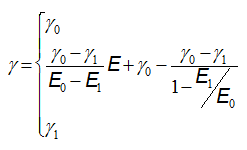 γ₀
γ = { (γ₀ − γ₁)/(E₀ − E₁) E + γ₀ − (γ₀ − γ₁)/(1 − E₁/E₀)
γ₁